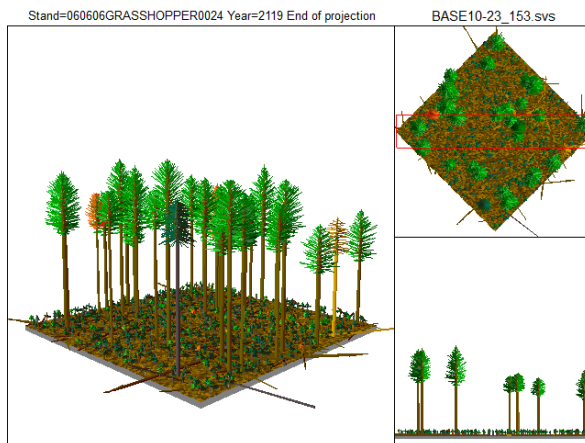 Stand=060606GRASSHOPPER0024 Year=2119 End of projection
BASE10-23_153.svs